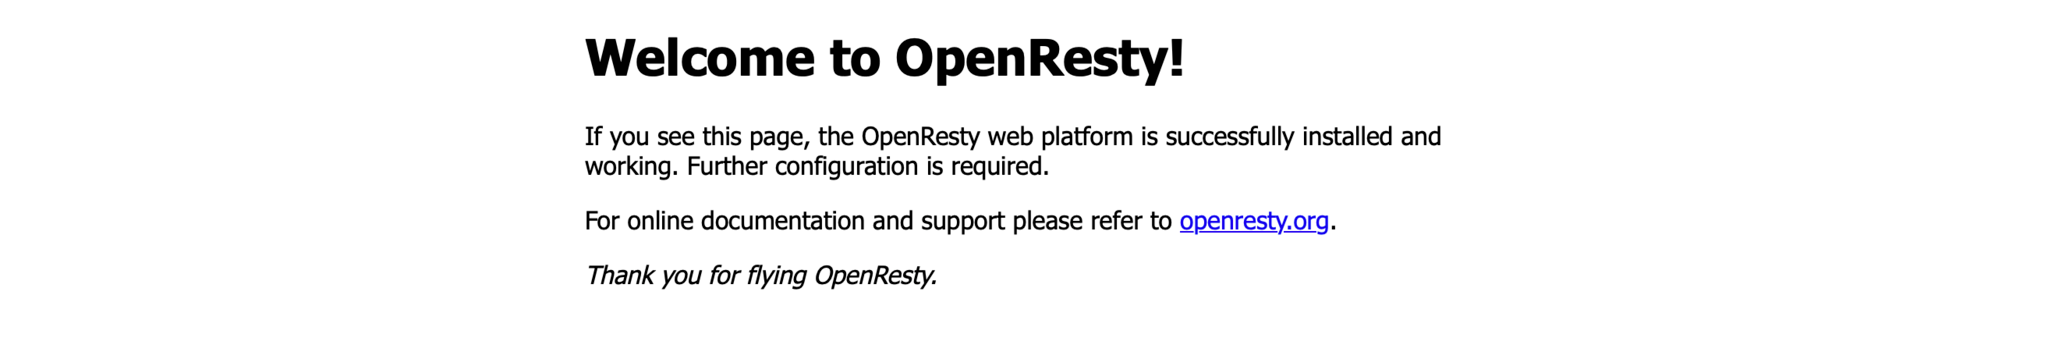 Welcome to OpenResty!
If you see this page, the OpenResty web platform is successfully installed and
working. Further configuration is required.
For online documentation and support please refer to openresty.org.
Thank you for flying OpenResty.